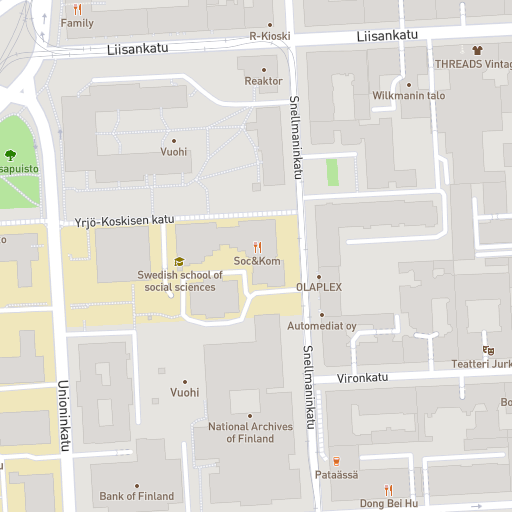 Family
R-Kioski
Liisankatu
Liisankatu
THREADS Vintag
Reaktor
Wilkmanin talo
Snellmaninkatu
Vuohi
sapuisto
Yrjö-Koskisen katu
Soc&Kom
Swedish school of
social sciences
OLAPLEX
Automediat oy
Snellmaninkatu
Teatteri Jurk
Vironkatu
Unioninkatu
Vuohi
Bo
National Archives
of Finland
Pataässä
Bank of Finland
Dong Bei Hu